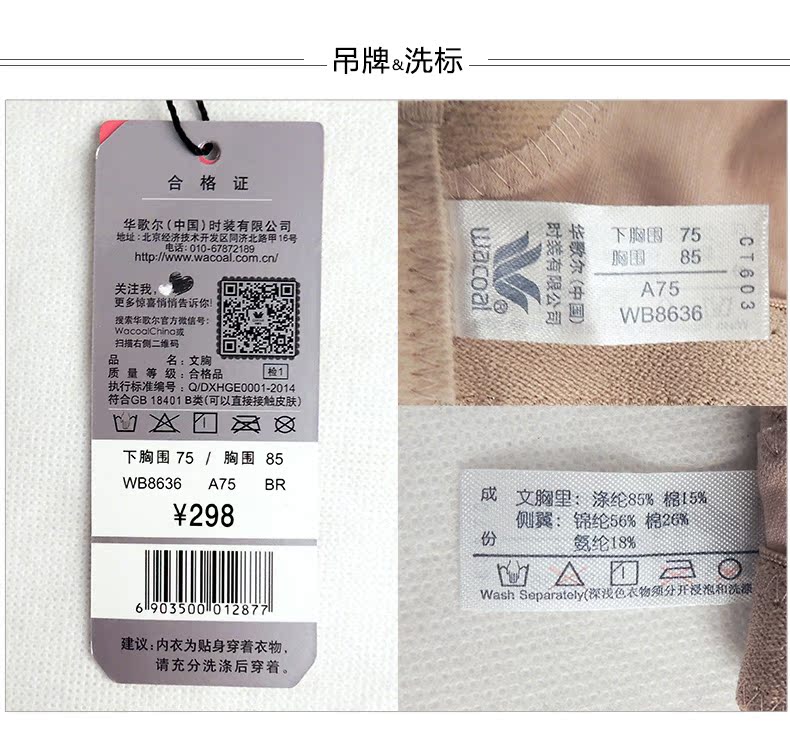 吊牌&洗标
合格证
华歌尔(中国)时装有限公司
地址:北京经济技术开发区同济北路甲16号
电话:010-67872189
http://www.wacoal.com.cn/
关注我,
更多惊喜悄悄告诉你!
搜索华歌尔官方微信号:
WacoalChina或
扫描右侧二维码
品 名:文胸
质量等级:合格品 检1
执行标准编号:Q/DXHGE0001-2014
符合GB 18401 B类(可以直接接触皮肤)
下胸围 75 / 胸围 85
WB8636 A75 BR
¥298
6 903500 012877
建议:内衣为贴身穿着衣物,
请充分洗涤后穿着。
wacoal
华歌尔(中国)
时装有限公司
下胸围 75
胸围 85
A75
WB8636
CT603
成份
文胸里:涤纶85% 棉15%
侧翼:锦纶56% 棉26%
氨纶18%
Wash Separately(深浅色衣物须分开浸泡和洗涤